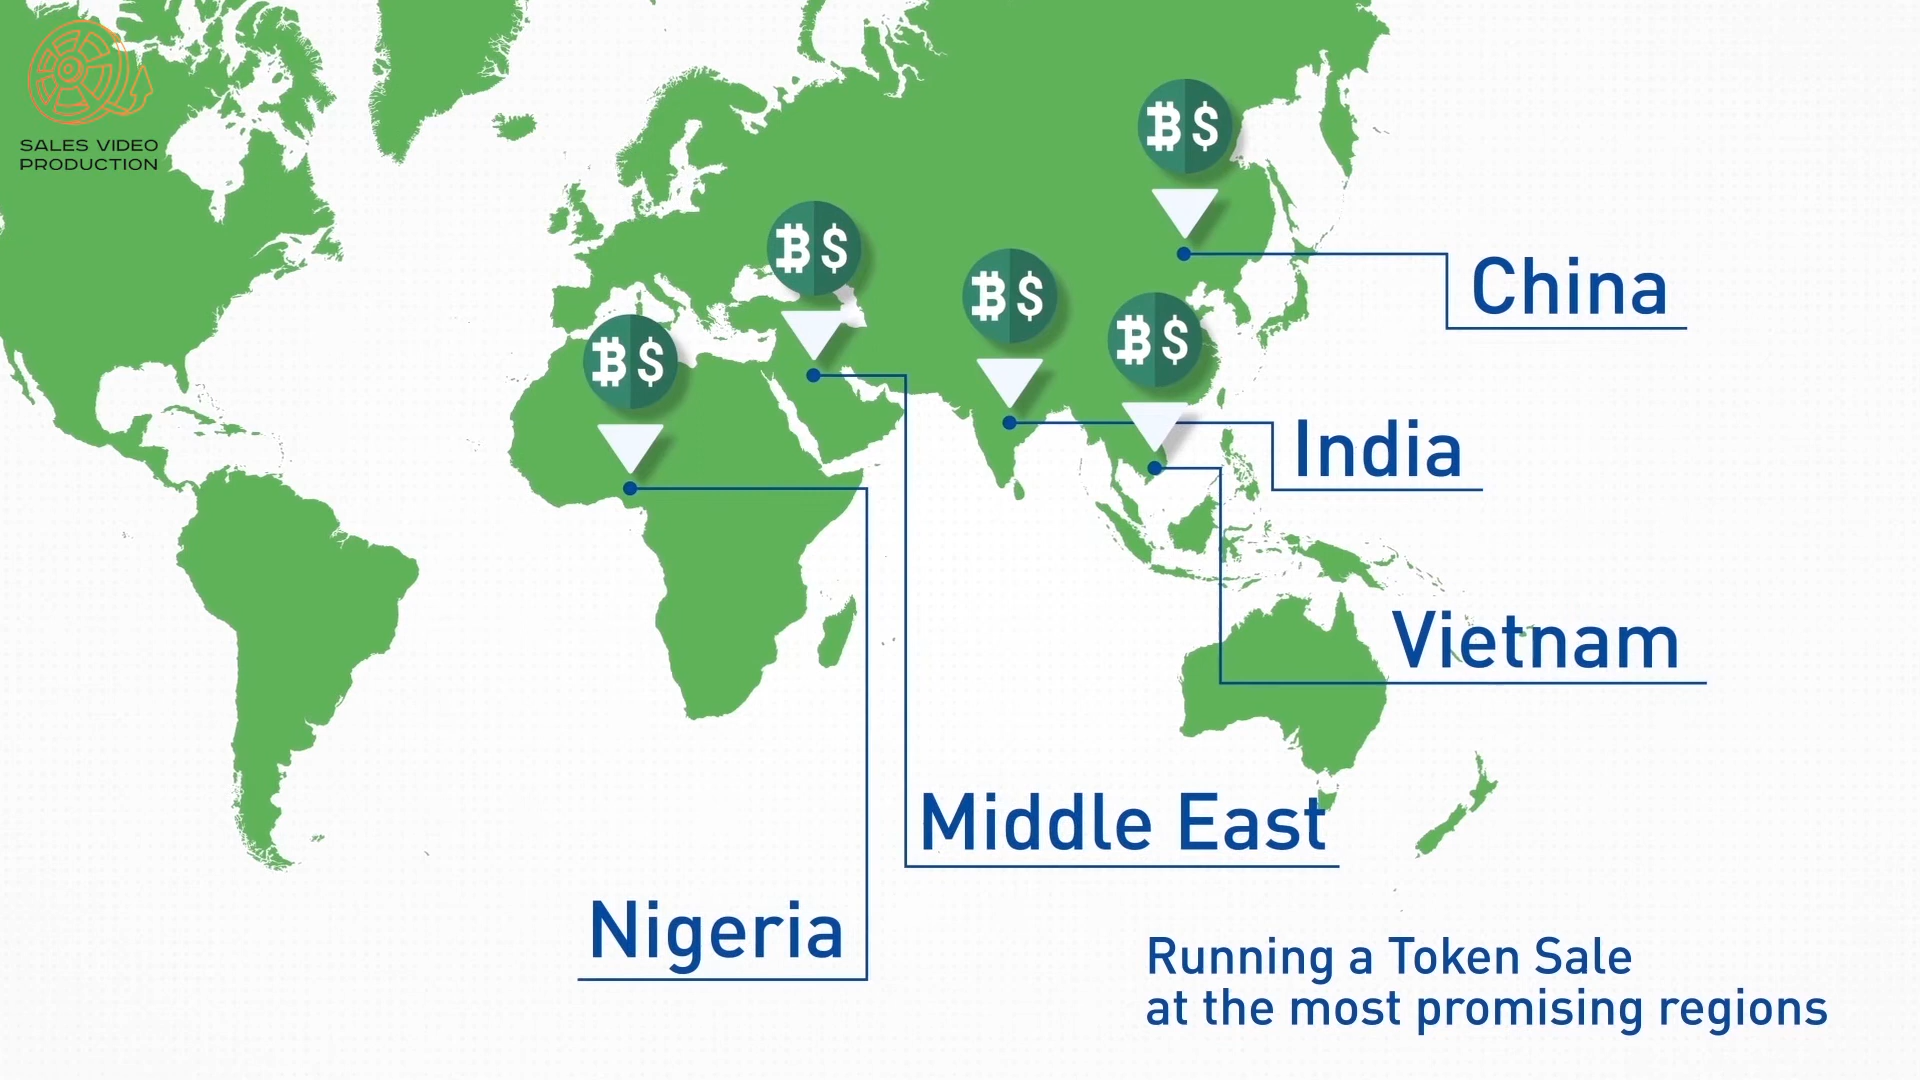 SALES VIDEO
PRODUCTION
China
India
Vietnam
Middle East
Nigeria
Running a Token Sale
at the most promising regions